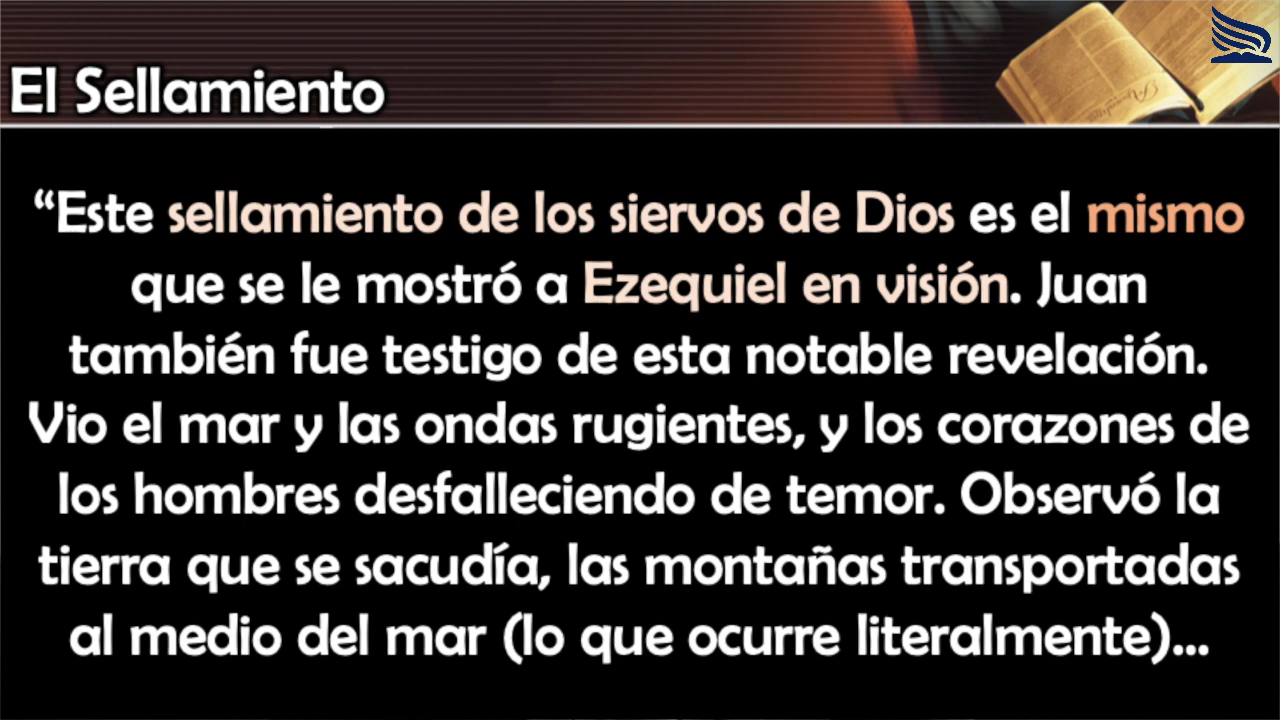 El Sellamiento
“Este sellamiento de los siervos de Dios es el mismo
que se le mostró a Ezequiel en visión. Juan
también fue testigo de esta notable revelación.
Vio el mar y las ondas rugientes, y los corazones de
los hombres desfalleciendo de temor. Observó la
tierra que se sacudía, las montañas transportadas
al medio del mar (lo que ocurre literalmente)...